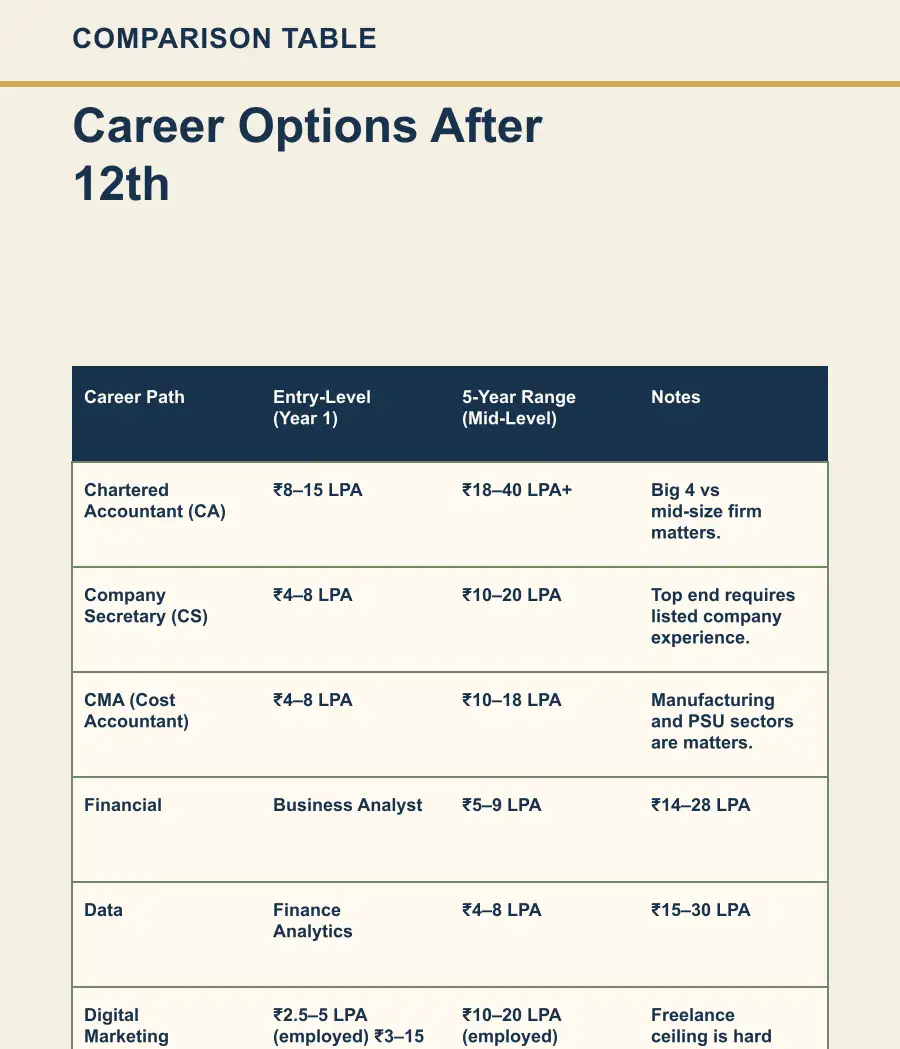 COMPARISON TABLE
Career Options After
12th
Career Path
Entry-Level
(Year 1)
5-Year Range
(Mid-Level)
Notes
Chartered
Accountant (CA)
₹8–15 LPA
₹18–40 LPA+
Big 4 vs
mid-size firm
matters.
Company
Secretary (CS)
₹4–8 LPA
₹10–20 LPA
Top end requires
listed company
experience.
CMA (Cost
Accountant)
₹4–8 LPA
₹10–18 LPA
Manufacturing
and PSU sectors
are matters.
Financial
Business Analyst
₹5–9 LPA
₹14–28 LPA
Data
Finance
Analytics
₹4–8 LPA
₹15–30 LPA
Digital
Marketing
₹2.5–5 LPA
(employed) ₹3–15
₹10–20 LPA
(employed)
Freelance
ceiling is hard